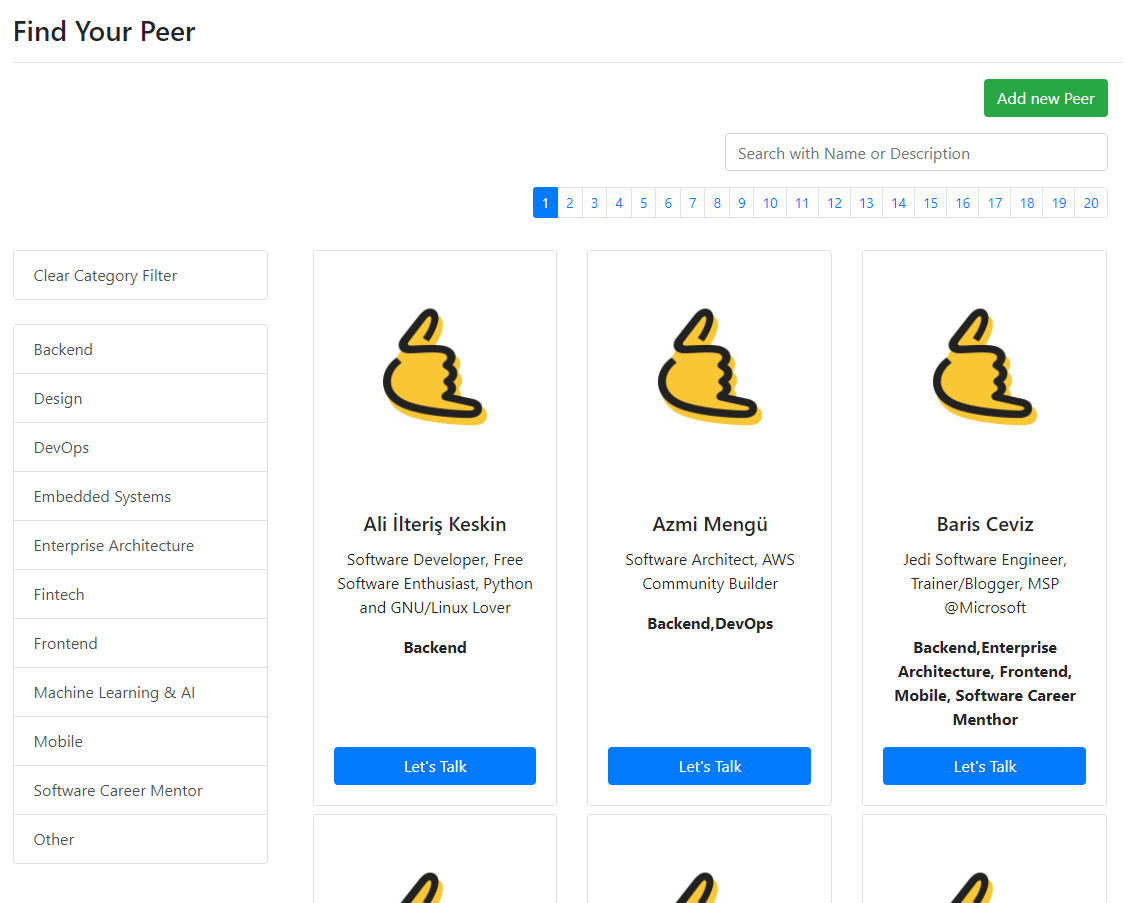 Find Your Peer
Add new Peer
Search with Name or Description
1 2 3 4 5 6 7 8 9 10 11 12 13 14 15 16 17 18 19 20
Clear Category Filter
Backend
Design
DevOps
Embedded Systems
Enterprise Architecture
Fintech
Frontend
Machine Learning & AI
Mobile
Software Career Mentor
Other
Ali İlteriş Keskin
Software Developer, Free
Software Enthusiast, Python
and GNU/Linux Lover
Backend
Let's Talk
Azmi Mengü
Software Architect, AWS
Community Builder
Backend,DevOps
Let's Talk
Baris Ceviz
Jedi Software Engineer,
Trainer/Blogger, MSP
@Microsoft
Backend,Enterprise
Architecture, Frontend,
Mobile, Software Career
Menthor
Let's Talk